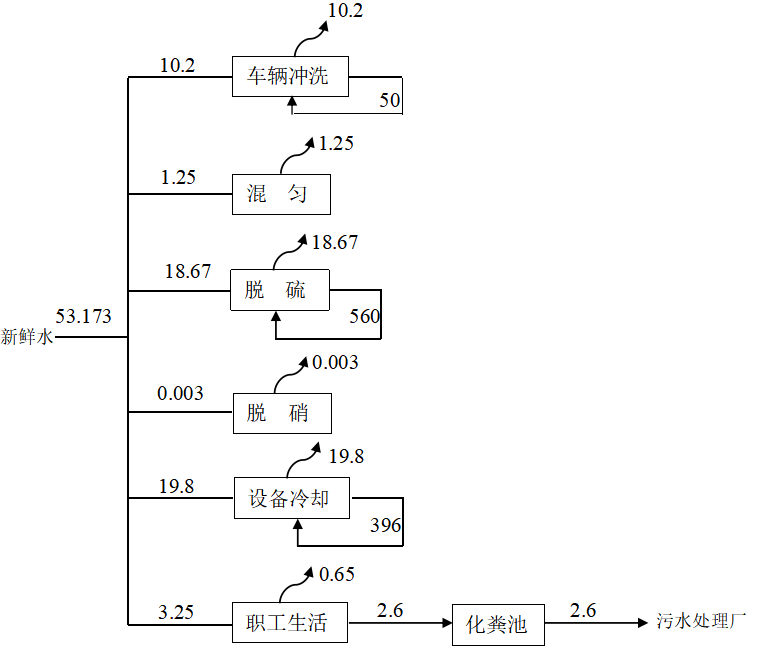 10.2
10.2
车辆冲洗
50
1.25
1.25
混 匀
18.67
18.67
脱 硫
53.173
560
新鲜水
0.003
0.003
脱 硝
19.8
19.8
设备冷却
396
0.65
3.25
职工生活
2.6
化粪池
2.6
污水处理厂